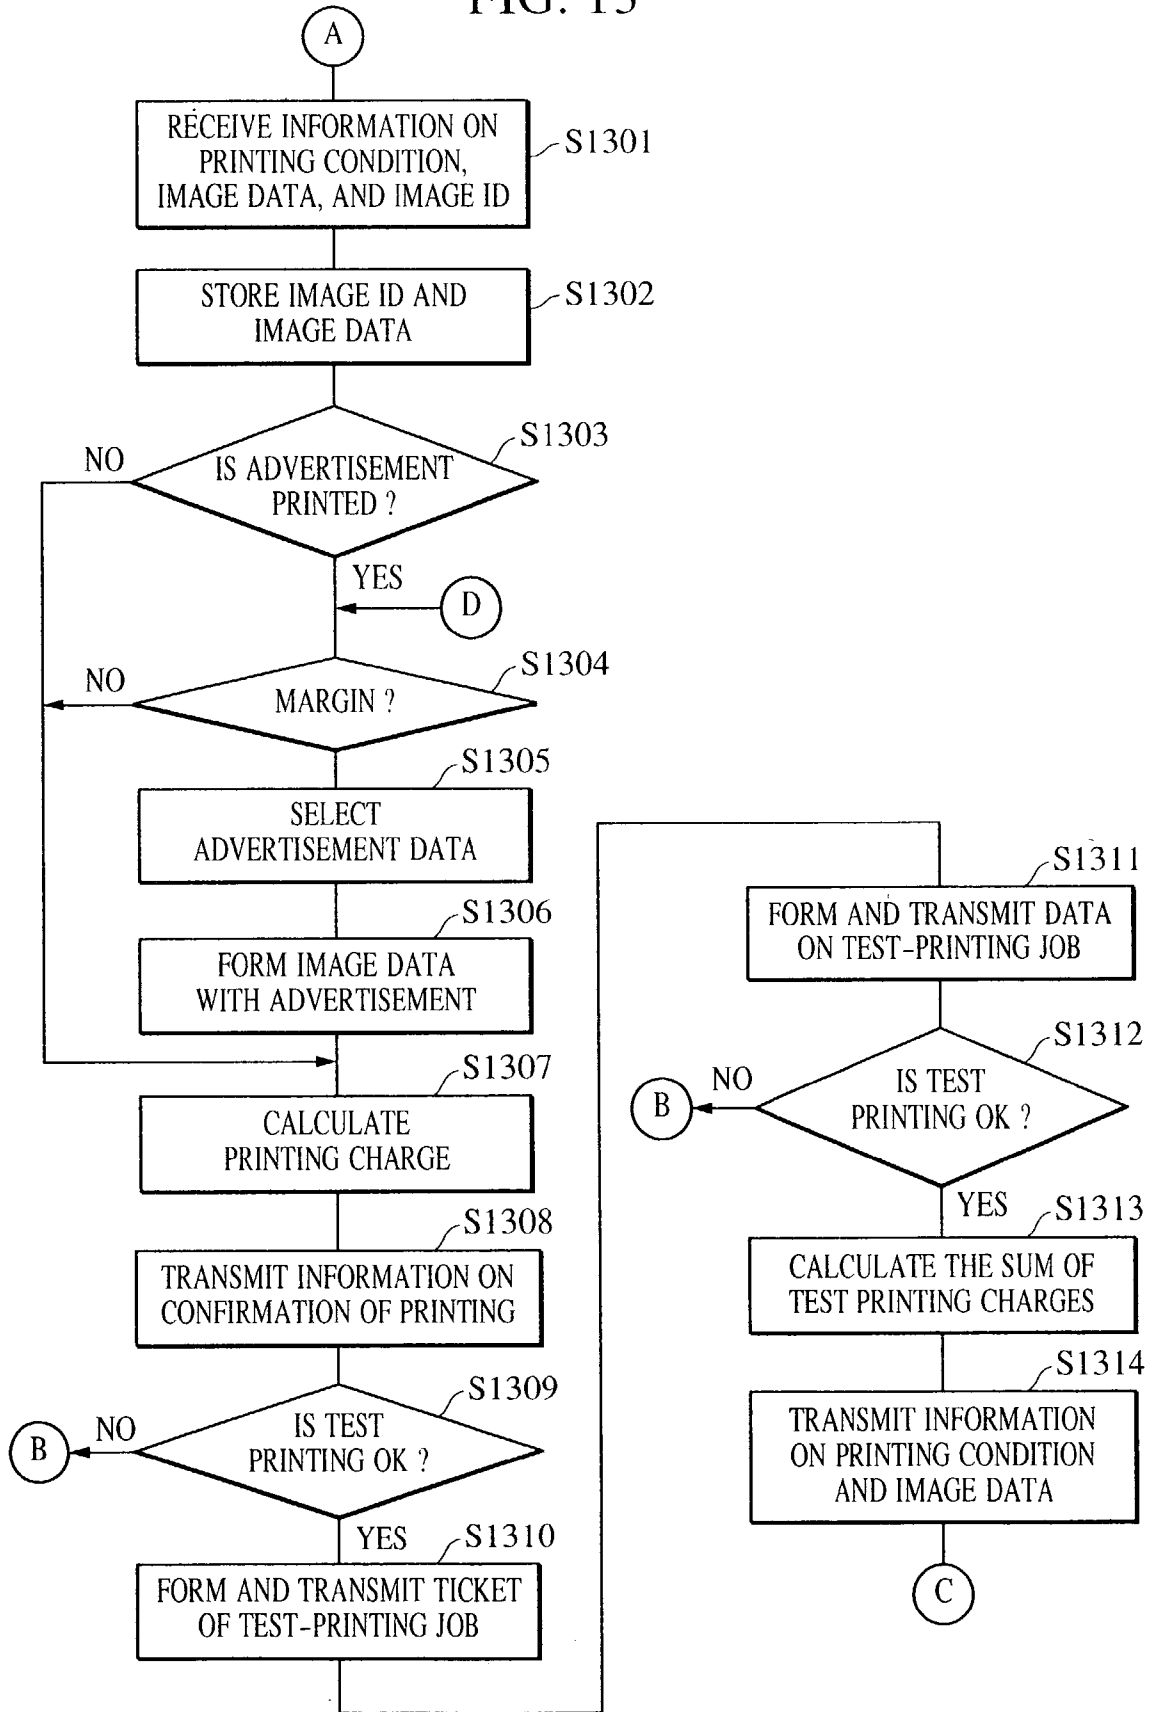 FIG. 13
A
RECEIVE INFORMATION ON
PRINTING CONDITION,
IMAGE DATA, AND IMAGE ID
S1301
STORE IMAGE ID AND
IMAGE DATA
S1302
S1303
NO
IS ADVERTISEMENT
PRINTED ?
YES
D
S1304
NO
MARGIN ?
S1305
SELECT
ADVERTISEMENT DATA
S1306
FORM IMAGE DATA
WITH ADVERTISEMENT
S1307
CALCULATE
PRINTING CHARGE
S1308
TRANSMIT INFORMATION ON
CONFIRMATION OF PRINTING
S1309
B
NO
IS TEST
PRINTING OK ?
YES
S1310
FORM AND TRANSMIT TICKET
OF TEST-PRINTING JOB
S1311
FORM AND TRANSMIT DATA
ON TEST-PRINTING JOB
S1312
B
NO
IS TEST
PRINTING OK ?
YES
S1313
CALCULATE THE SUM OF
TEST PRINTING CHARGES
S1314
TRANSMIT INFORMATION
ON PRINTING CONDITION
AND IMAGE DATA
C